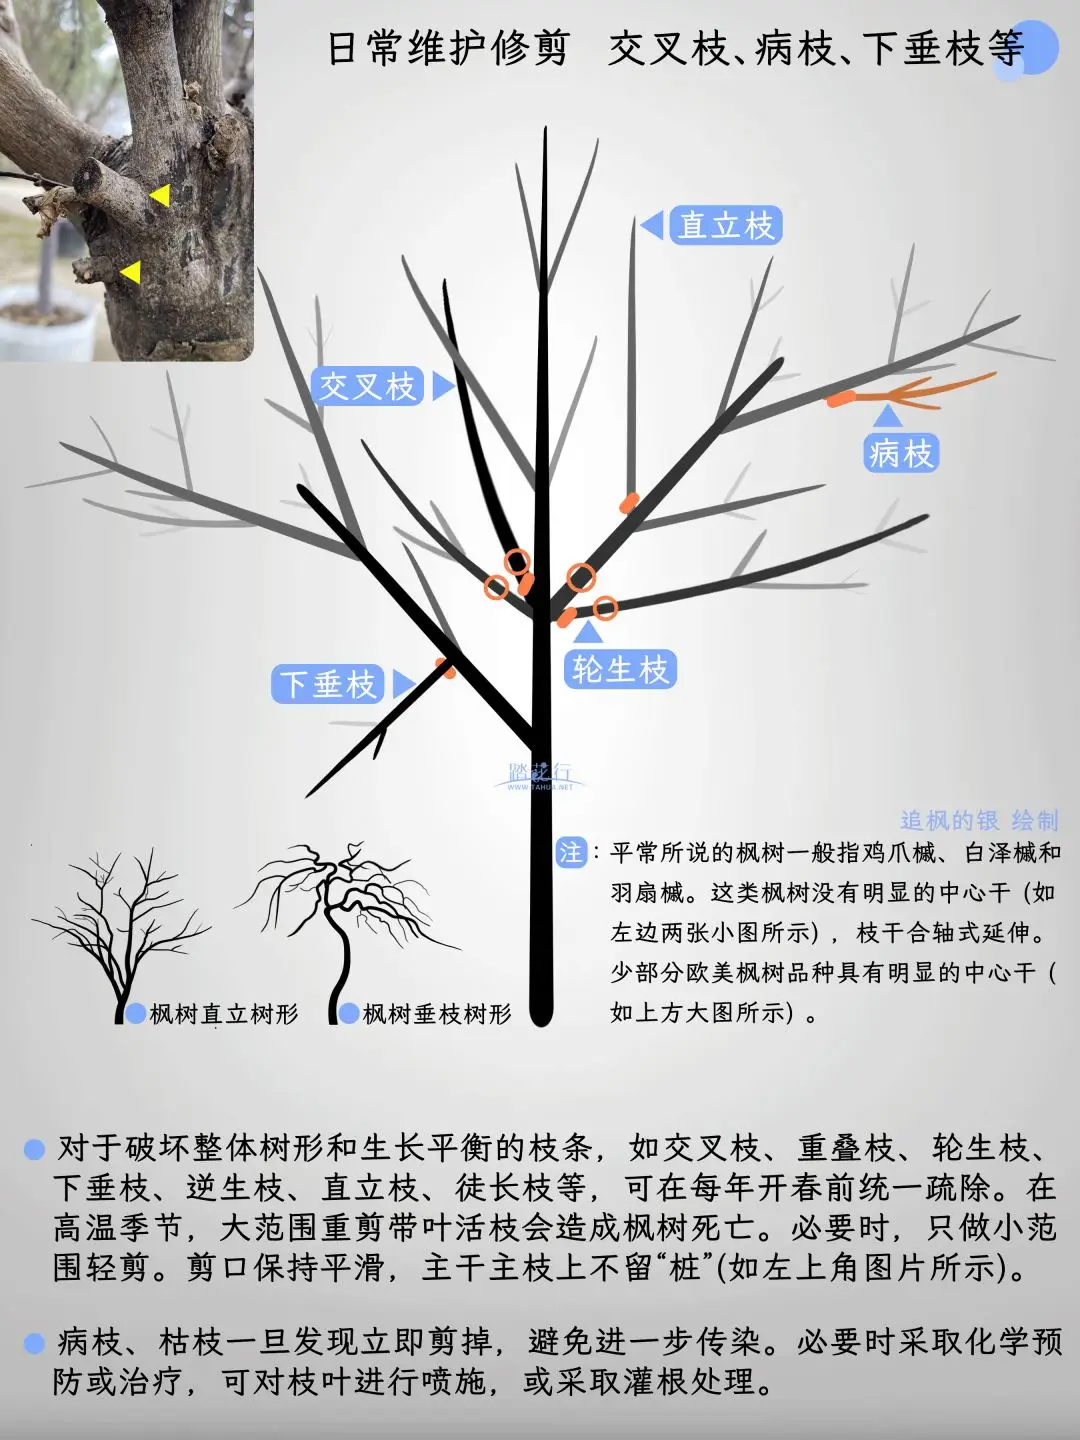 日常维护修剪 交叉枝、病枝、下垂枝等
直立枝
交叉枝
病枝
轮生枝
下垂枝
踏花行
WWW.TAHUA.NET
追枫的银 绘制
注：平常所说的枫树一般指鸡爪槭、白泽槭和
羽扇槭。这类枫树没有明显的中心干（如
左边两张小图所示），枝干合轴式延伸。
少部分欧美枫树品种具有明显的中心干（
如上方大图所示）。
枫树直立树形
枫树垂枝树形
对于破坏整体树形和生长平衡的枝条，如交叉枝、重叠枝、轮生枝、
下垂枝、逆生枝、直立枝、徒长枝等，可在每年开春前统一疏除。在
高温季节，大范围重剪带叶活枝会造成枫树死亡。必要时，只做小范
围轻剪。剪口保持平滑，主干主枝上不留“桩”(如左上角图片所示)。
病枝、枯枝一旦发现立即剪掉，避免进一步传染。必要时采取化学预
防或治疗，可对枝叶进行喷施，或采取灌根处理。